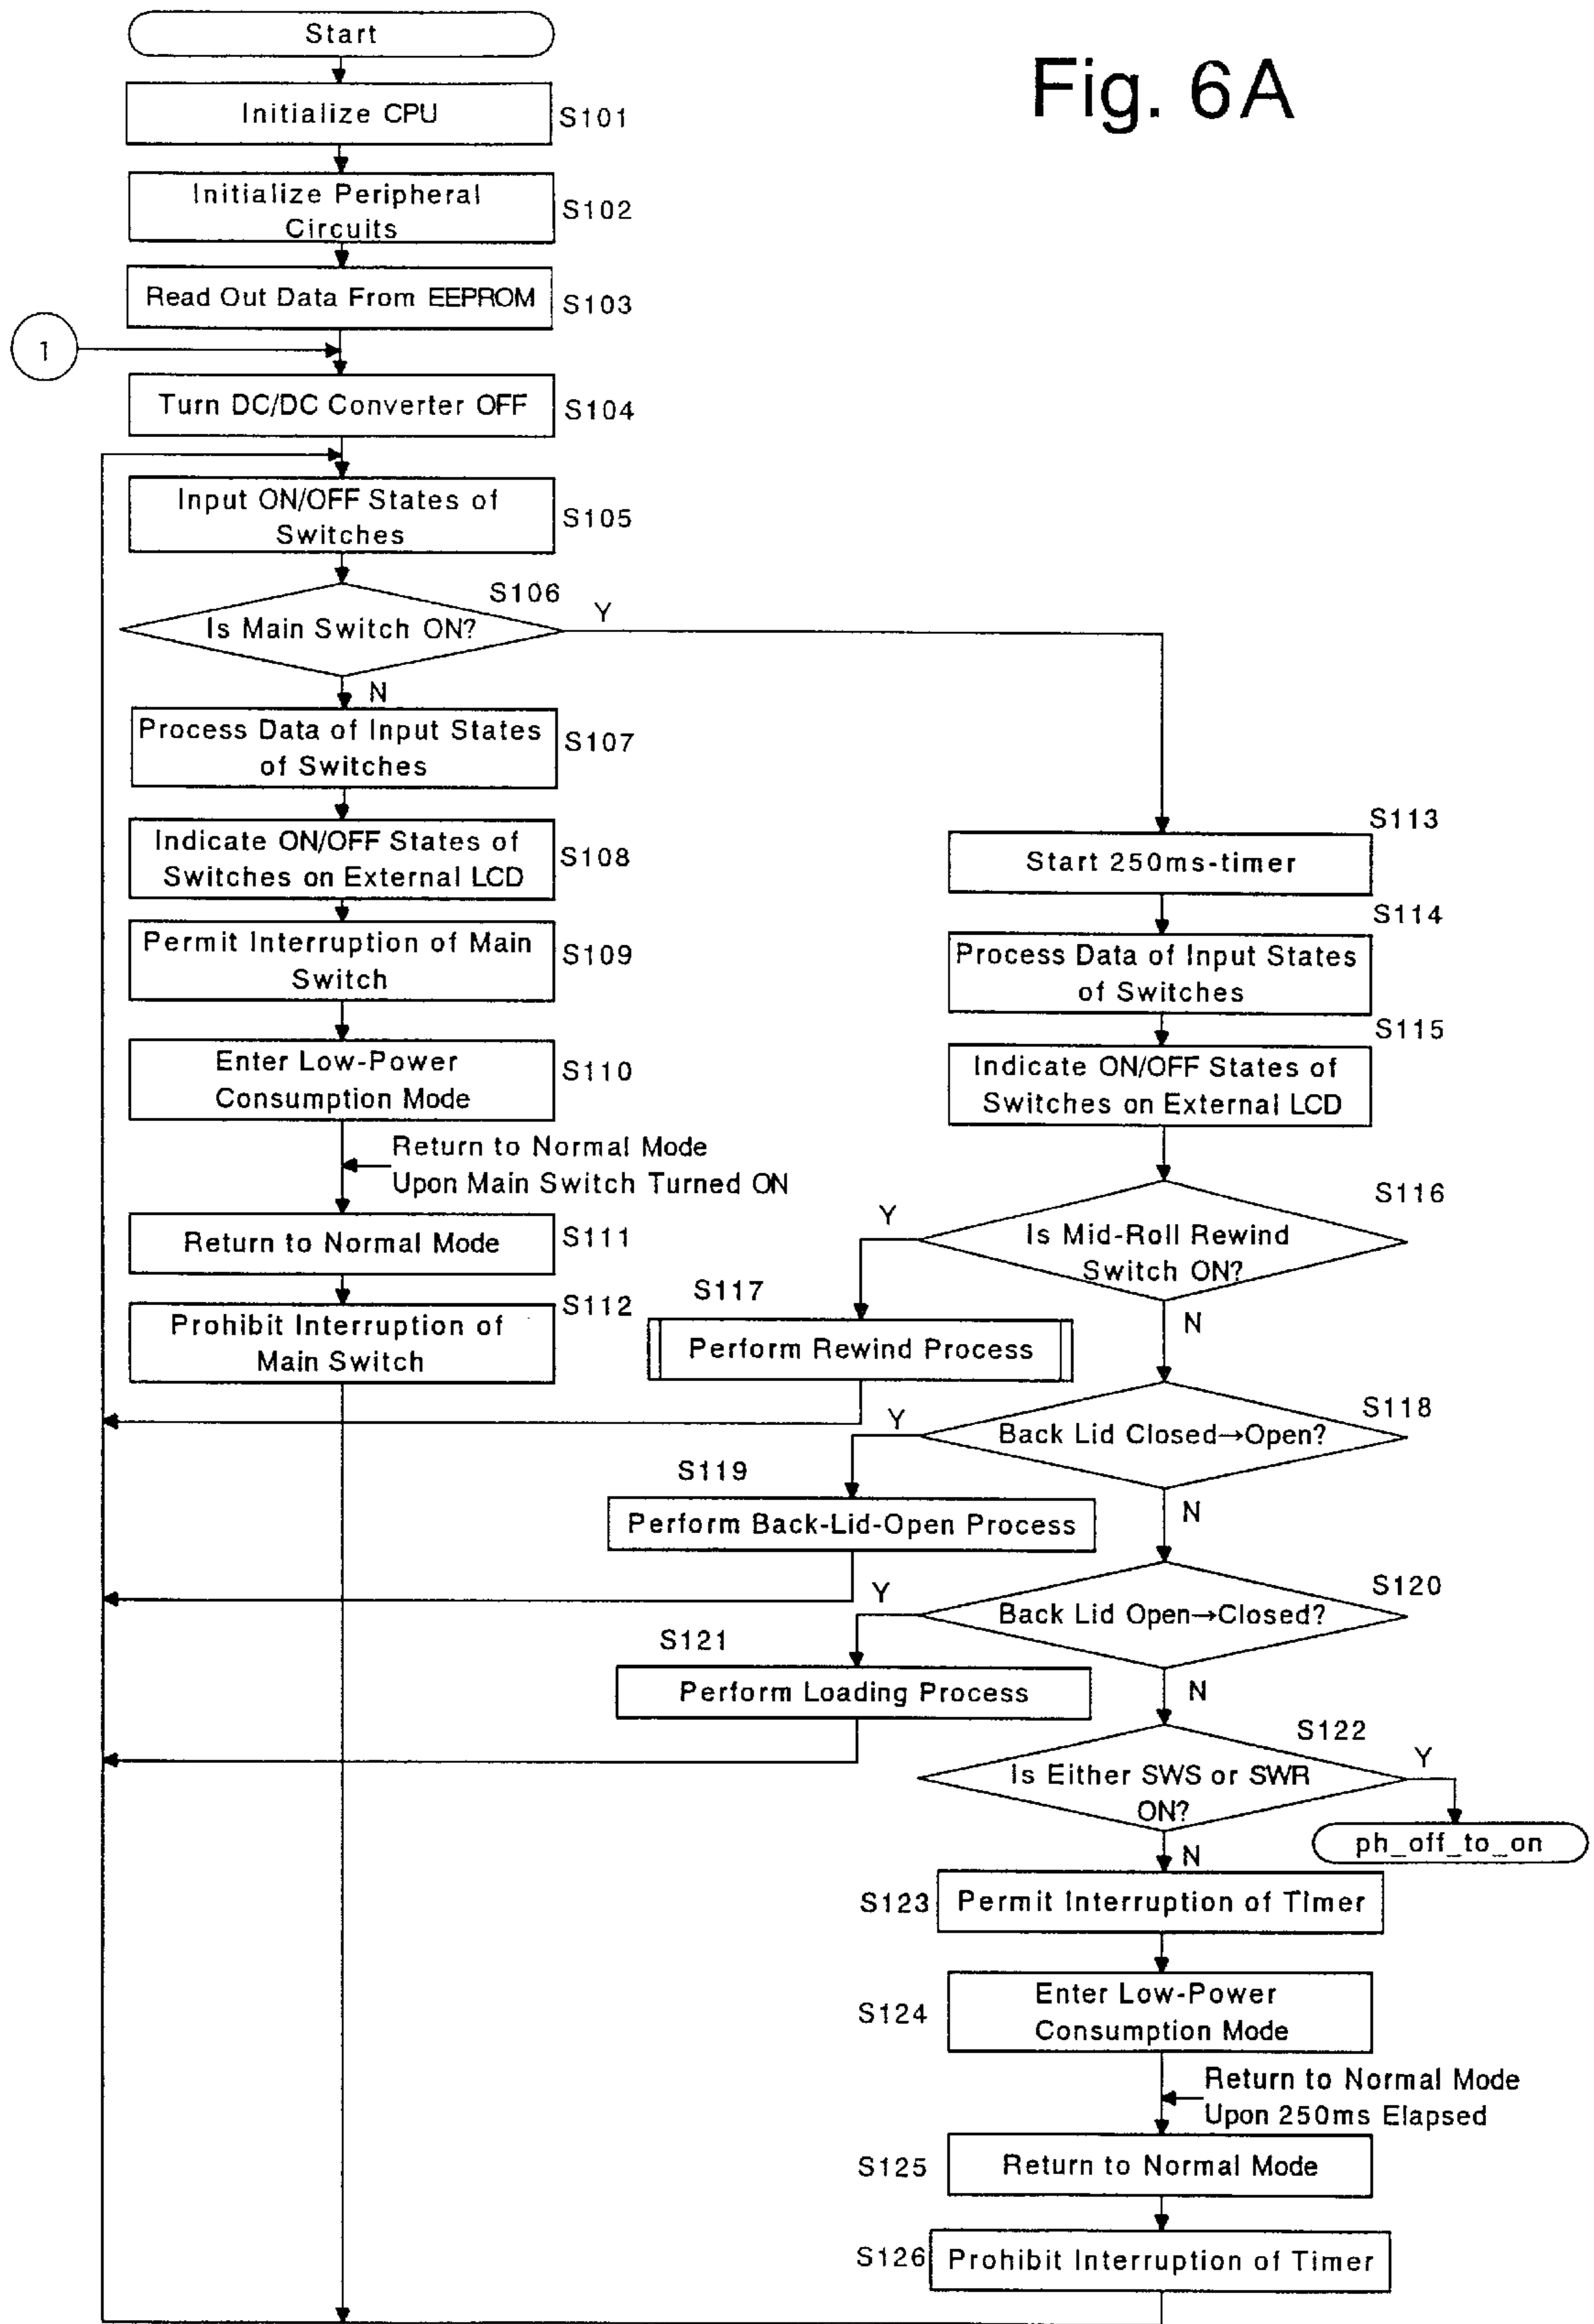 Fig. 6A
Start
Initialize CPU
S101
Initialize Peripheral
Circuits
S102
Read Out Data From EEPROM
S103
1
Turn DC/DC Converter OFF
S104
Input ON/OFF States of
Switches
S105
S106
Is Main Switch ON?
Y
N
Process Data of Input States
of Switches
S107
Indicate ON/OFF States of
Switches on External LCD
S108
Permit Interruption of Main
Switch
S109
Enter Low-Power
Consumption Mode
S110
Return to Normal Mode
Upon Main Switch Turned ON
Return to Normal Mode
S111
Prohibit Interruption of
Main Switch
S112
S113
Start 250ms-timer
S114
Process Data of Input States
of Switches
S115
Indicate ON/OFF States of
Switches on External LCD
S116
Is Mid-Roll Rewind
Switch ON?
Y
N
S117
Perform Rewind Process
S118
Back Lid Closed→Open?
Y
N
S119
Perform Back-Lid-Open Process
S120
Back Lid Open→Closed?
Y
N
S121
Perform Loading Process
S122
Is Either SWS or SWR
ON?
Y
N
ph_off_to_on
S123
Permit Interruption of Timer
S124
Enter Low-Power
Consumption Mode
Return to Normal Mode
Upon 250ms Elapsed
S125
Return to Normal Mode
S126
Prohibit Interruption of Timer